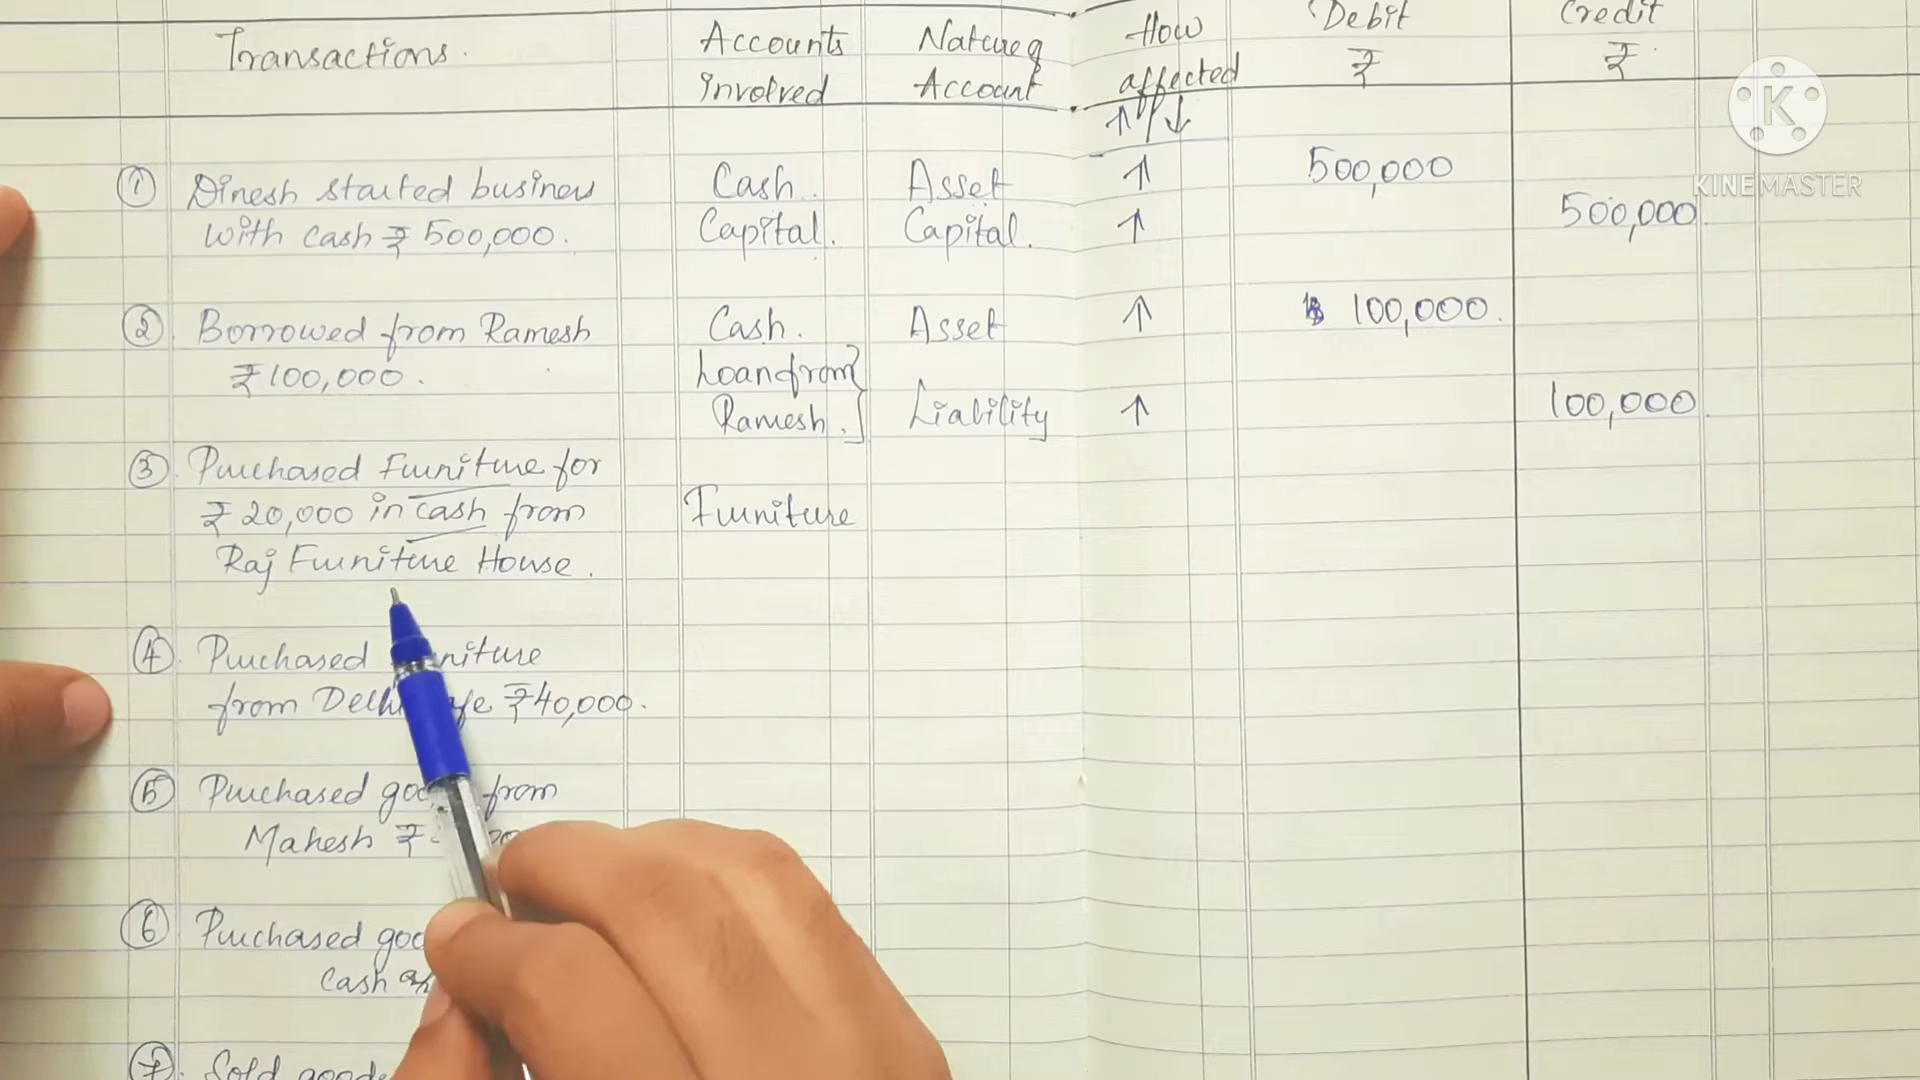 Transactions.
Accounts
involved
Nature of
Account
How
affected
↑/↓
Debit
₹
Credit
₹
K
KINEMASTER
① Dinesh started business
with cash ₹ 500,000.
Cash.
Asset
↑
500,000
Capital.
Capital.
↑
500,000.
② Borrowed from Ramesh
₹100,000.
Cash.
Asset
↑
100,000.
Loan from
Ramesh.
Liability
↑
100,000.
③ Purchased Furniture for
₹ 20,000 in cash from
Raj Furniture House.
Furniture
④. Purchased
from ₹40,000.
⑤ Purchased from
Mahesh ₹
⑥ Purchased
Cash
⑦. Sold